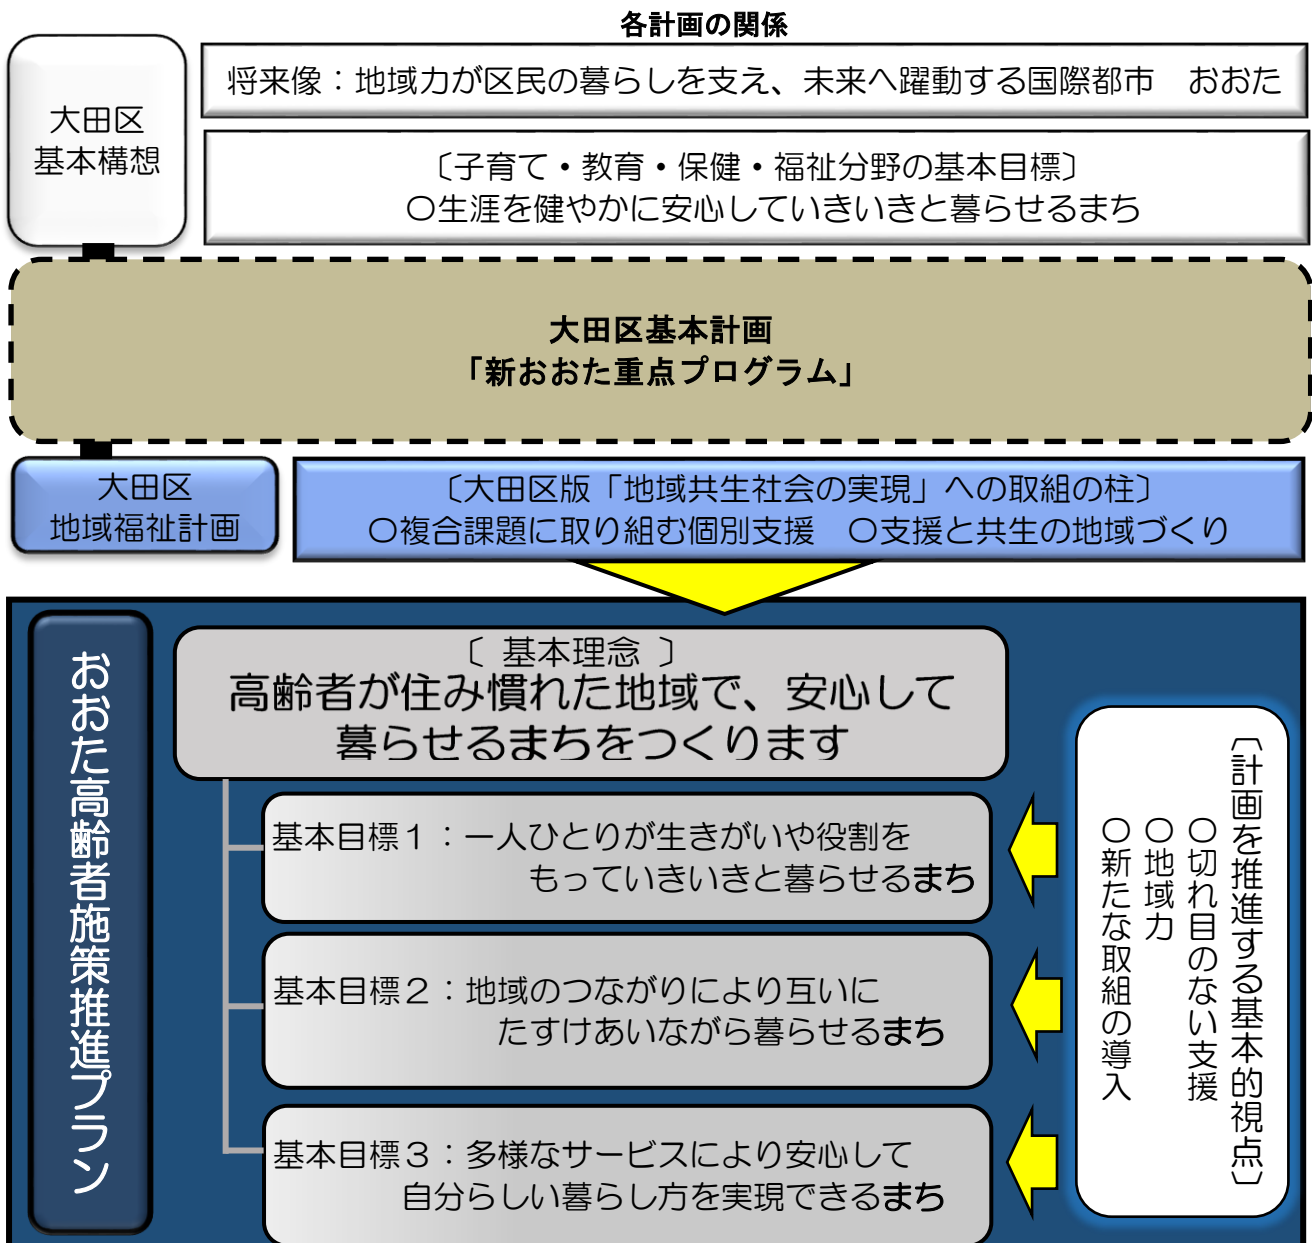 各計画の関係
大田区
基本構想
将来像：地域力が区民の暮らしを支え、未来へ躍動する国際都市　おおた
〔子育て・教育・保健・福祉分野の基本目標〕
○生涯を健やかに安心していきいきと暮らせるまち
大田区基本計画
「新おおた重点プログラム」
大田区
地域福祉計画
〔大田区版「地域共生社会の実現」への取組の柱〕
○複合課題に取り組む個別支援　○支援と共生の地域づくり
おおた高齢者施策推進プラン
〔 基本理念 〕
高齢者が住み慣れた地域で、安心して
暮らせるまちをつくります
基本目標１：一人ひとりが生きがいや役割を
もっていきいきと暮らせるまち
基本目標２：地域のつながりにより互いに
たすけあいながら暮らせるまち
基本目標３：多様なサービスにより安心して
自分らしい暮らし方を実現できるまち
〔計画を推進する基本的視点〕
○切れ目のない支援
○地域力
○新たな取組の導入